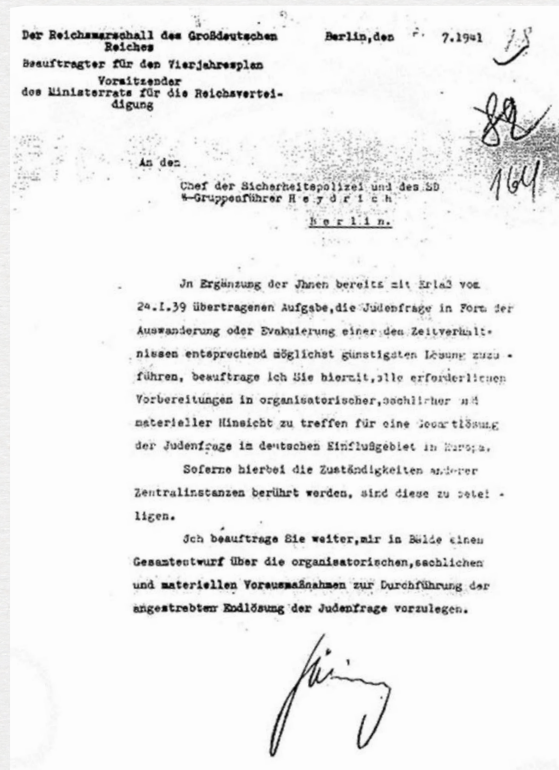 Der Reichsmarschall des Großdeutschen
Reiches
Beauftragter für den Vierjahresplan
Vorsitzender
des Ministerrats für die Reichsvertei-
digung
Berlin,den 7.1941
82
164
An den
Chef der Sicherheitspolizei und des SD
SS-Gruppenführer H e y d r i c h
B e r l i n.
Jn Ergänzung der Jhnen bereits mit Erlaß vom
24.I.39 übertragenen Aufgabe,die Judenfrage in Form der
Auswanderung oder Evakuierung einer den Zeitverhält-
nissen entsprechend möglichst günstigsten Lösung zuzu -
führen, beauftrage ich Sie hiermit,alle erforderlichen
Vorbereitungen in organisatorischer,sachlicher und
materieller Hinsicht zu treffen für eine Gesamtlösung
der Judenfrage im deutschen Einflußgebiet in Europa.
Soferne hierbei die Zuständigkeiten anderer
Zentralinstanzen berührt werden, sind diese zu betei -
ligen.
Jch beauftrage Sie weiter,mir in Bälde einen
Gesamtentwurf über die organisatorischen,sachlichen
und materiellen Vorausmaßnahmen zur Durchführung der
angestrebten Endlösung der Judenfrage vorzulegen.
Göring